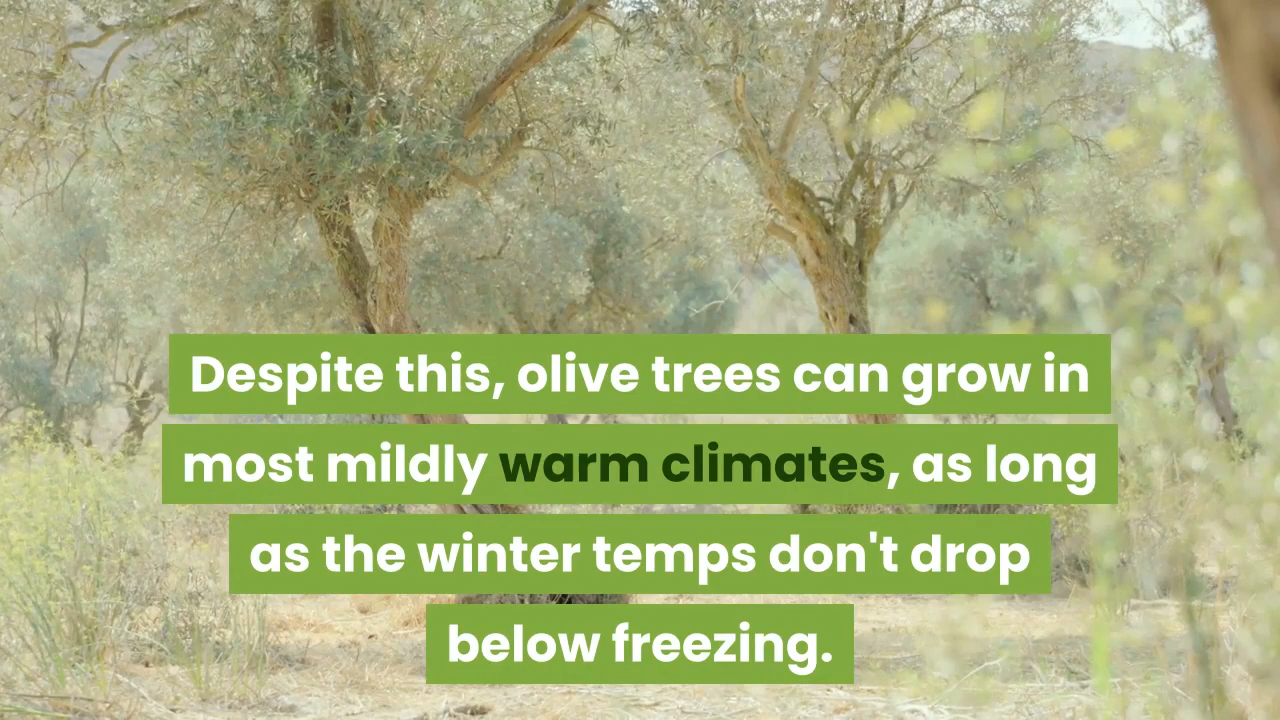 Despite this, olive trees can grow in
most mildly warm climates, as long
as the winter temps don't drop
below freezing.